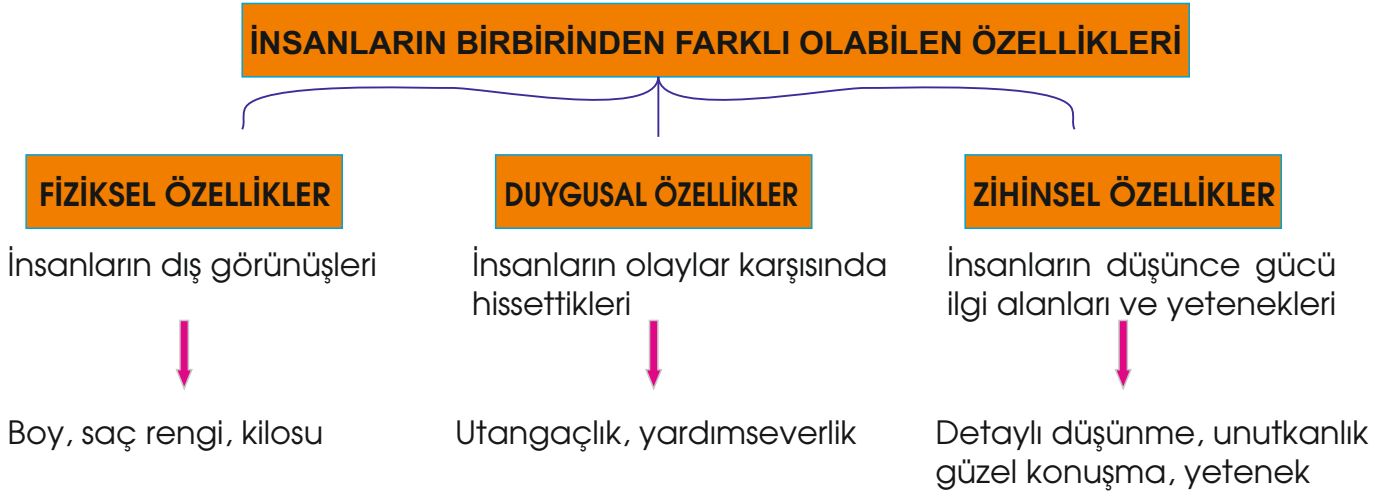 İNSANLARIN BİRBİRİNDEN FARKLI OLABİLEN ÖZELLİKLERİ
FİZİKSEL ÖZELLİKLER
İnsanların dış görünüşleri
Boy, saç rengi, kilosu
DUYGUSAL ÖZELLİKLER
İnsanların olaylar karşısında
hissettikleri
Utangaçlık, yardımseverlik
ZİHİNSEL ÖZELLİKLER
İnsanların düşünce gücü
ilgi alanları ve yetenekleri
Detaylı düşünme, unutkanlık
güzel konuşma, yetenek